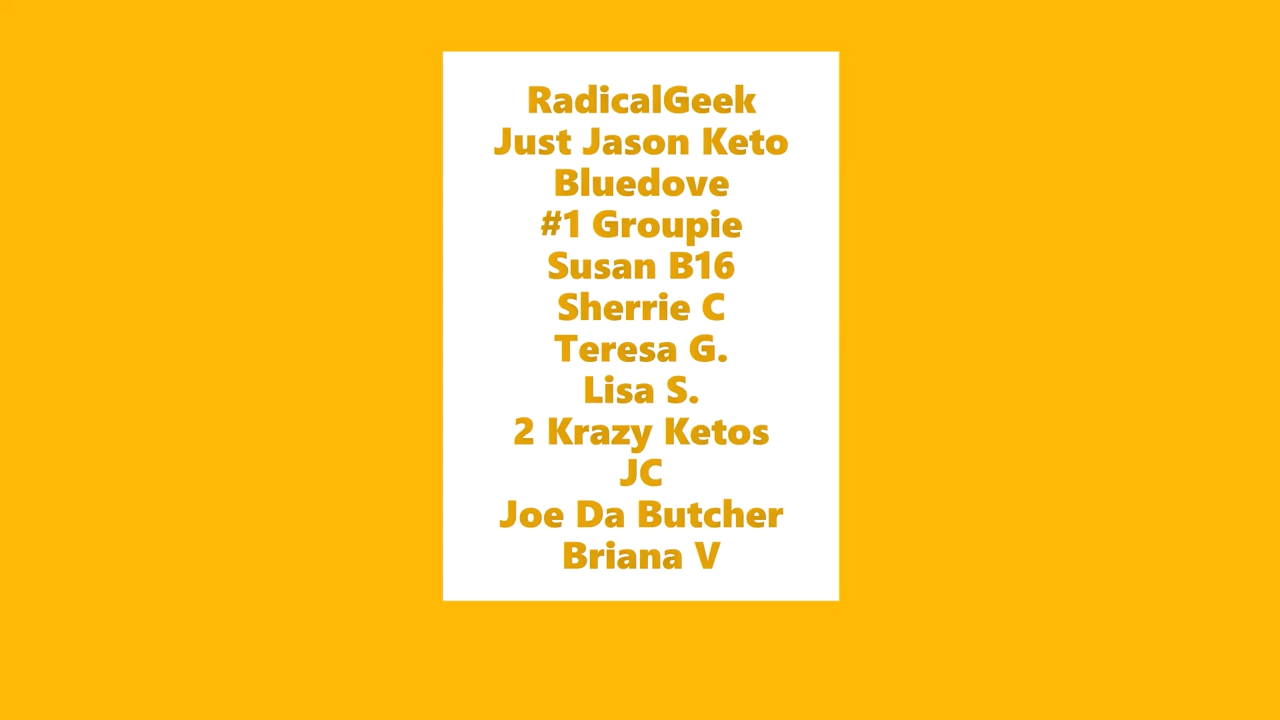 RadicalGeek
Just Jason Keto
Bluedove
#1 Groupie
Susan B16
Sherrie C
Teresa G.
Lisa S.
2 Krazy Ketos
JC
Joe Da Butcher
Briana V